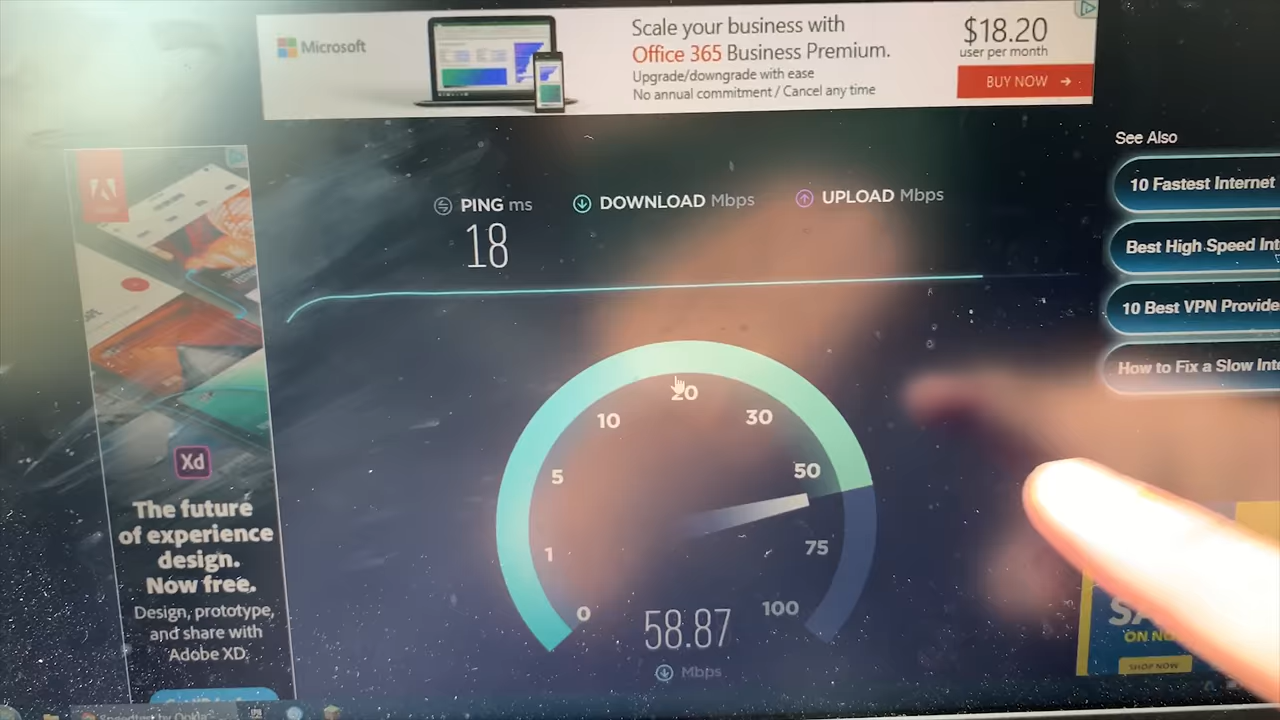 Microsoft
Scale your business with
Office 365 Business Premium.
Upgrade/downgrade with ease
No annual commitment / Cancel any time
$18.20
user per month
BUY NOW
See Also
10 Fastest Internet
Best High Speed Int
10 Best VPN Provide
How to Fix a Slow Inte
PING ms
18
DOWNLOAD Mbps
UPLOAD Mbps
0
1
5
10
20
30
50
75
100
58.87
Mbps
Xd
The future
of experience
design.
Now free.
Design, prototype,
and share with
Adobe XD.
ON NO
SHOP NOW
Speedtest by Ookla